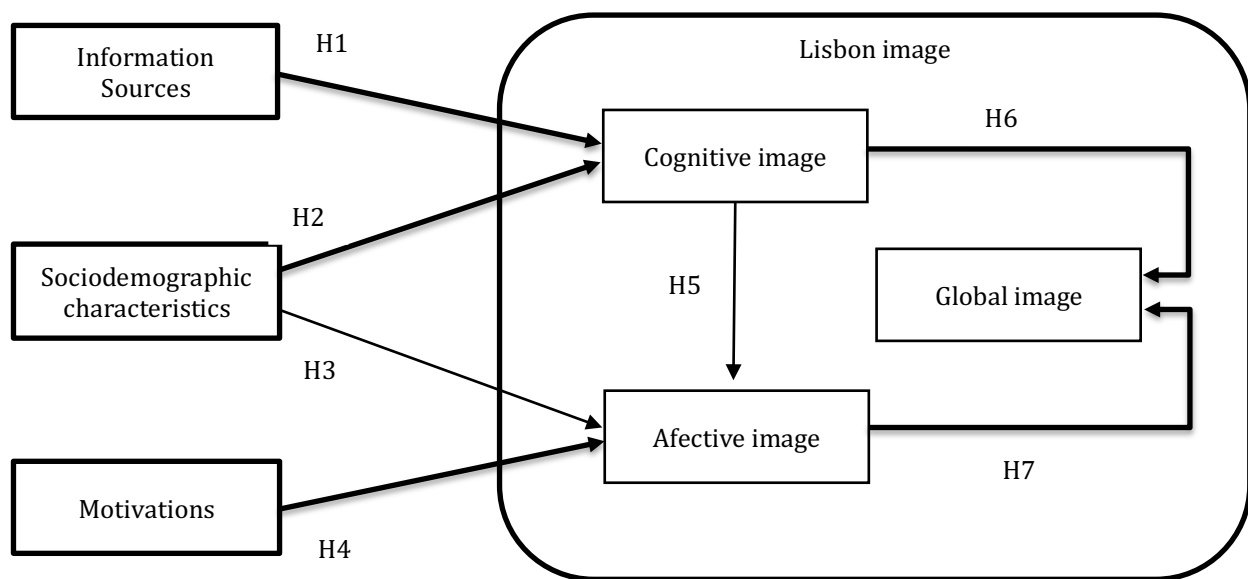 Information
Sources
H1
Lisbon image
Cognitive image
H6
H2
Sociodemographic
characteristics
H5
Global image
H3
Afective image
Motivations
H7
H4